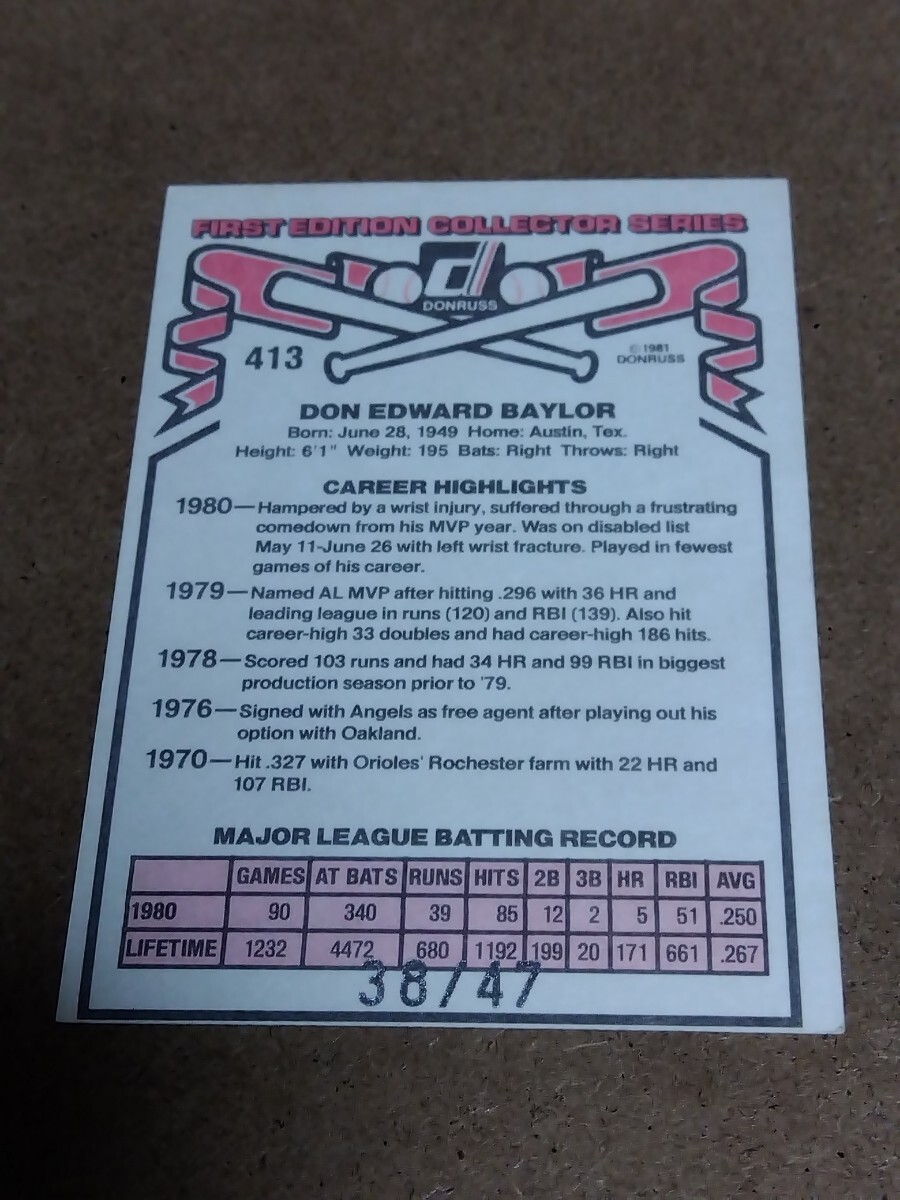 FIRST EDITION COLLECTOR SERIES
DONRUSS
413
© 1981
DONRUSS
DON EDWARD BAYLOR
Born: June 28, 1949 Home: Austin, Tex.
Height: 6'1" Weight: 195 Bats: Right Throws: Right
CAREER HIGHLIGHTS
1980—Hampered by a wrist injury, suffered through a frustrating
comedown from his MVP year. Was on disabled list
May 11-June 26 with left wrist fracture. Played in fewest
games of his career.
1979—Named AL MVP after hitting .296 with 36 HR and
leading league in runs (120) and RBI (139). Also hit
career-high 33 doubles and had career-high 186 hits.
1978—Scored 103 runs and had 34 HR and 99 RBI in biggest
production season prior to '79.
1976—Signed with Angels as free agent after playing out his
option with Oakland.
1970—Hit .327 with Orioles' Rochester farm with 22 HR and
107 RBI.
MAJOR LEAGUE BATTING RECORD
GAMES AT BATS RUNS HITS 2B 3B HR RBI AVG
1980 90 340 39 85 12 2 5 51 .250
LIFETIME 1232 4472 680 1192 199 20 171 661 .267
38/47